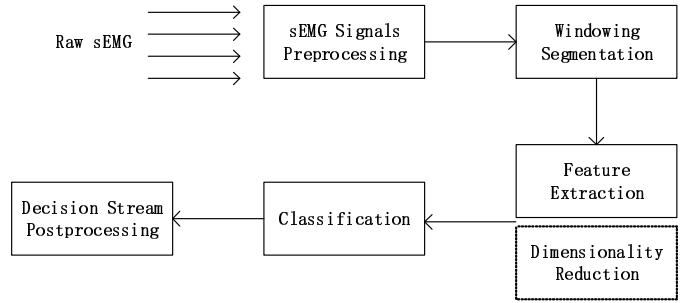 Raw sEMG
sEMG Signals
Preprocessing
Windowing
Segmentation
Feature
Extraction
Dimensionality
Reduction
Classification
Decision Stream
Postprocessing